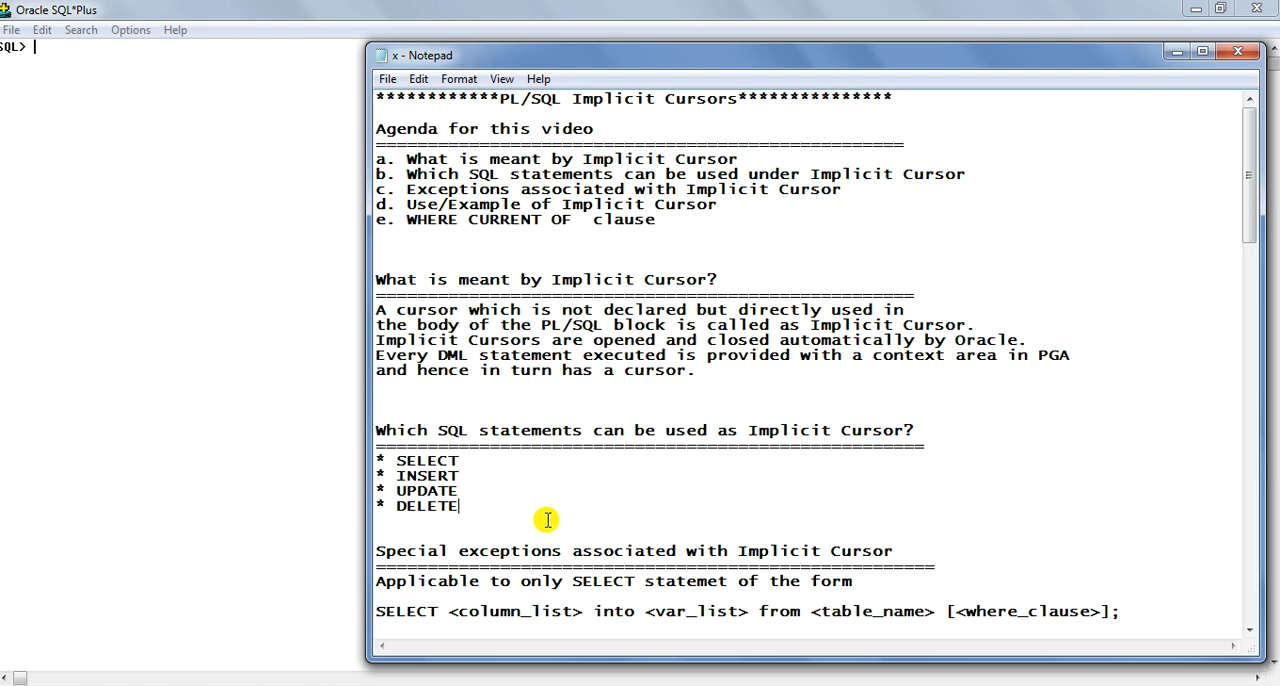 Oracle SQL*Plus
File Edit Search Options Help
SQL>
x - Notepad
File Edit Format View Help
************PL/SQL Implicit Cursors***************
Agenda for this video
===================================================
a. What is meant by Implicit Cursor
b. Which SQL statements can be used under Implicit Cursor
c. Exceptions associated with Implicit Cursor
d. Use/Example of Implicit Cursor
e. WHERE CURRENT OF  clause
What is meant by Implicit Cursor?
====================================================
A cursor which is not declared but directly used in
the body of the PL/SQL block is called as Implicit Cursor.
Implicit Cursors are opened and closed automatically by Oracle.
Every DML statement executed is provided with a context area in PGA
and hence in turn has a cursor.
Which SQL statements can be used as Implicit Cursor?
=====================================================
* SELECT
* INSERT
* UPDATE
* DELETE
Special exceptions associated with Implicit Cursor
======================================================
Applicable to only SELECT statemet of the form
SELECT <column_list> into <var_list> from <table_name> [<where_clause>];